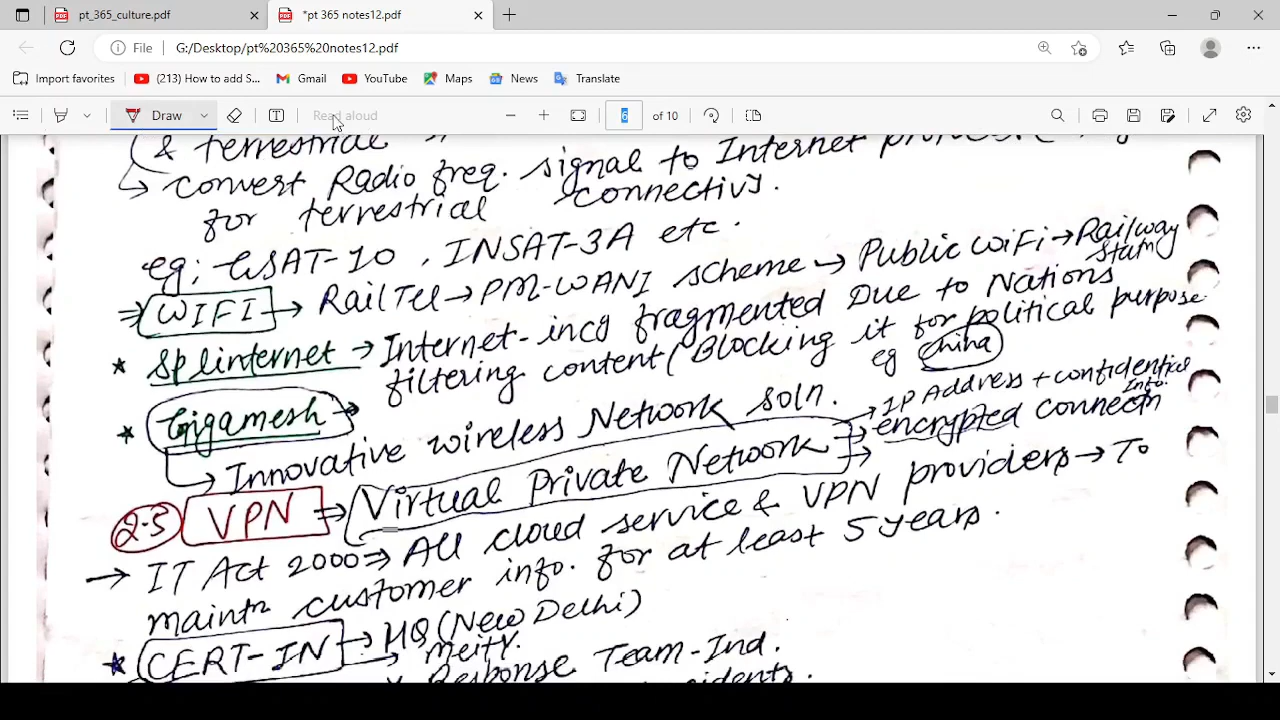 pt_365_culture.pdf
*pt 365 notes12.pdf
File G:/Desktop/pt%20365%20notes12.pdf
Import favorites (213) How to add S... Gmail YouTube Maps News Translate
Draw Read aloud 6 of 10
& terrestrial
convert Radio freq. signal to Internet
for terrestrial connectivy.
eg; GSAT-10, INSAT-3A etc.
WIFI → RailTel → PM-WANI scheme → Public WiFi → Railway
Statn
* Splinternet → Internet-incg fragmented Due to Nations
filtering content (Blocking it for political purpose
eg China
* Gigamesh
→ Innovative wireless Network soln.
→ IP Address + confidential
Info.
2.5 VPN ⇒ Virtual Private Network → encrypted connectn
→ IT Act 2000 ⇒ All cloud service & VPN providers → To
maintn customer info. for at least 5 years.
* CERT-IN → HQ (New Delhi)
meity.
Response Team-Ind.